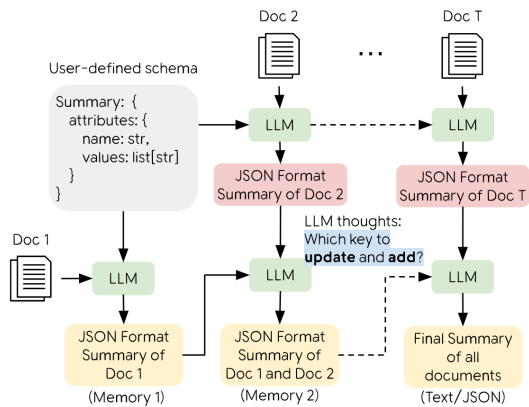 Doc 2
Doc T
...
User-defined schema
Summary: {
attributes: {
name: str,
values: list[str]
}
}
LLM
LLM
JSON Format
Summary of Doc 2
JSON Format
Summary of Doc T
LLM thoughts:
Which key to
update and add?
Doc 1
LLM
LLM
LLM
JSON Format
Summary of
Doc 1
(Memory 1)
JSON Format
Summary of
Doc 1 and Doc 2
(Memory 2)
Final Summary
of all
documents
(Text/JSON)